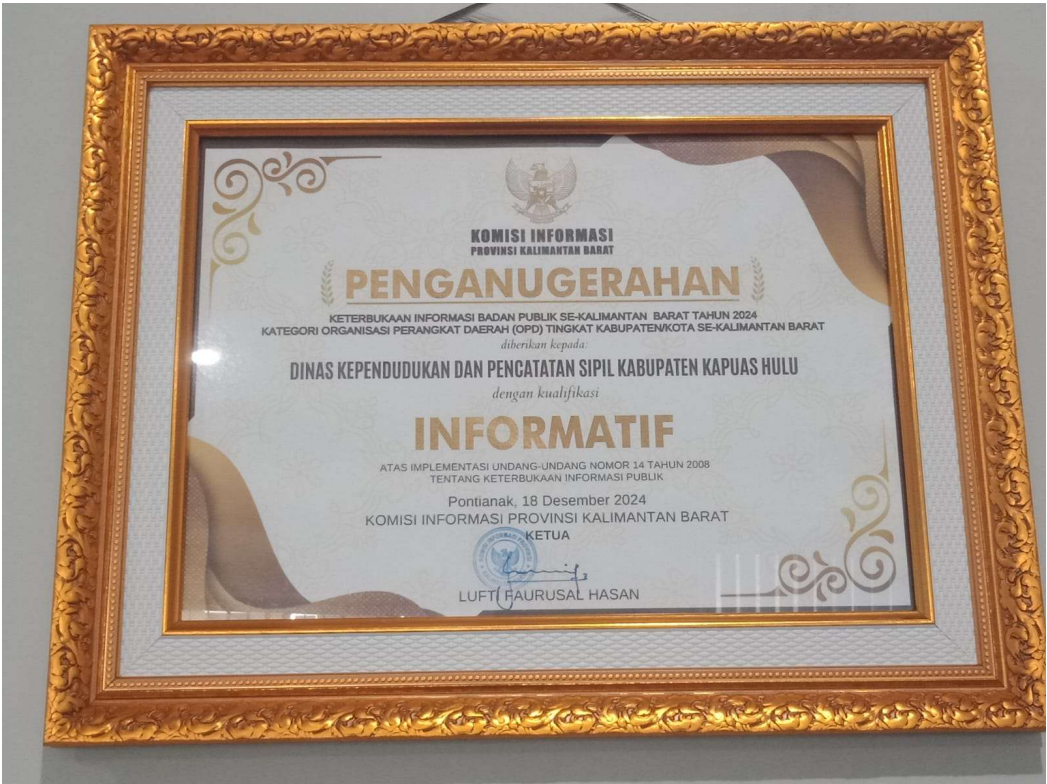 KOMISI INFORMASI
PROVINSI KALIMANTAN BARAT
PENGANUGERAHAN
KETERBUKAAN INFORMASI BADAN PUBLIK SE-KALIMANTAN BARAT TAHUN 2024
KATEGORI ORGANISASI PERANGKAT DAERAH (OPD) TINGKAT KABUPATEN/KOTA SE-KALIMANTAN BARAT
diberikan kepada:
DINAS KEPENDUDUKAN DAN PENCATATAN SIPIL KABUPATEN KAPUAS HULU
dengan kualifikasi
INFORMATIF
ATAS IMPLEMENTASI UNDANG-UNDANG NOMOR 14 TAHUN 2008
TENTANG KETERBUKAAN INFORMASI PUBLIK
Pontianak, 18 Desember 2024
KOMISI INFORMASI PROVINSI KALIMANTAN BARAT
KETUA
LUFTI FAURUSAL HASAN